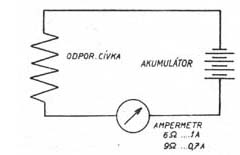 ODPOR. CÍVKA
AKUMULÁTOR
AMPERMETR
6Ω....1A
9Ω...0,7A